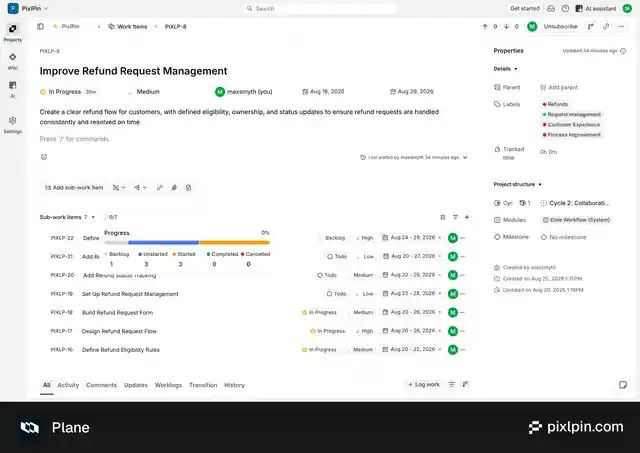 PixlPin
Search
Get started
AI assistant
M
Projects
Wiki
AI
Settings
PixlPin > Work Items > PIXLP-8
0
0
M
Unsubscribe
PIXLP-8
Improve Refund Request Management
In Progress 35m
Medium
M maxsmyth (you)
Aug 18, 2026
Aug 29, 2026
Create a clear refund flow for customers, with defined eligibility, ownership, and status updates to ensure refund requests are handled
consistently and resolved on time.
Press '/' for commands.
Last edited by maxsmyth 34 minutes ago
Add sub-work item
Sub-work items 7
0/7
PIXLP-22 Define
Backlog High Aug 24 - 29, 2026 M
PIXLP-21 Add Re
Todo Low Aug 20 - 27, 2026 M
PIXLP-20 Add Refund Status Tracking
Todo Medium Aug 22 - 29, 2026 M
PIXLP-19 Set Up Refund Request Management
Todo Low Aug 22 - 28, 2026 M
PIXLP-18 Build Refund Request Form
In Progress Medium Aug 20 - 26, 2026 M
PIXLP-17 Design Refund Request Flow
In Progress High Aug 20 - 26, 2026 M
PIXLP-16 Define Refund Eligibility Rules
In Progress Medium Aug 20 - 22, 2026 M
Progress 0%
Backlog Unstarted Started Completed Cancelled
1 3 3 0 0
All Activity Comments Updates Worklogs Transition History
+ Log work
Properties
Updated 34 minutes ago
Details
Parent Add parent
Labels Refunds
Request management
Customer Experience
Process Improvement
Tracked
time
0h 0m
Project structure
Cyc 1 Cycle 2: Collaborati...
Modules Core Workflow (System)
Milestone No milestone
Created by maxsmyth
Updated on Aug 20, 2026 1:10PM
Plane
pixlpin.com